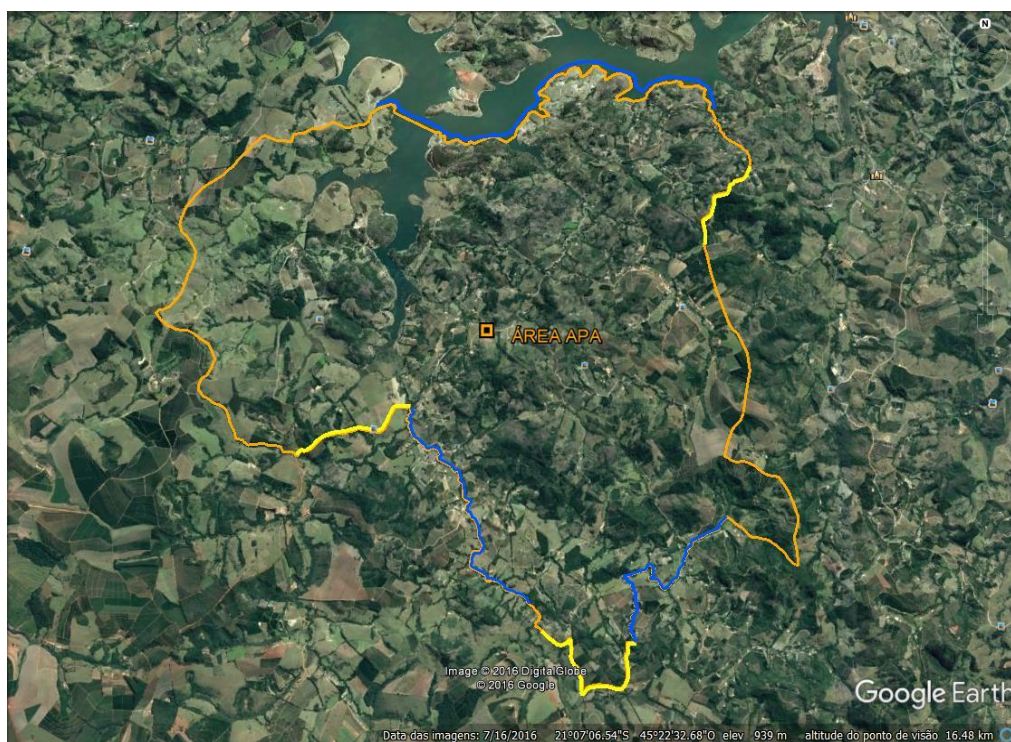 N
ÁREA APA
Image © 2016 DigitalGlobe
© 2016 Google
Google Earth
Data das imagens: 7/16/2016 21°07'06.54"S 45°22'32.68"O elev 939 m altitude do ponto de visão 16.48 km